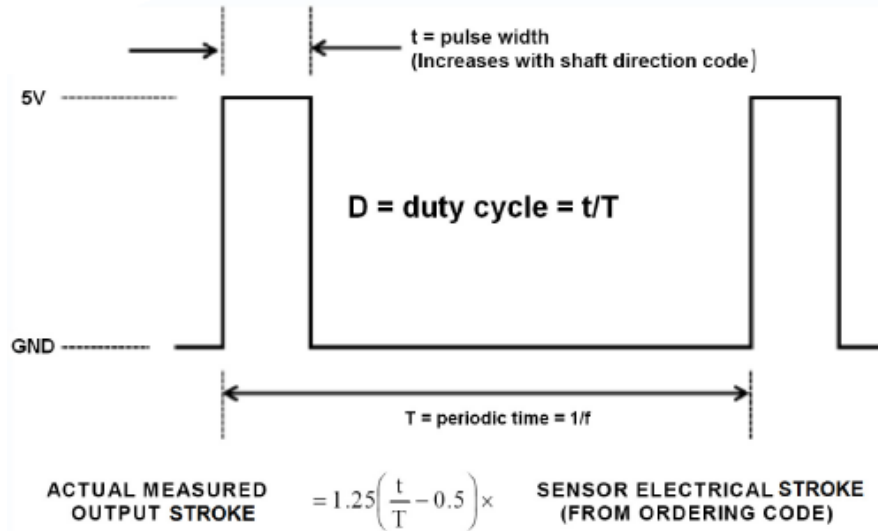 t = pulse width
(Increases with shaft direction code)
5V
D = duty cycle = t/T
GND
T = periodic time = 1/f
ACTUAL MEASURED
OUTPUT STROKE
= 1.25(t/T − 0.5) ×
SENSOR ELECTRICAL STROKE
(FROM ORDERING CODE)